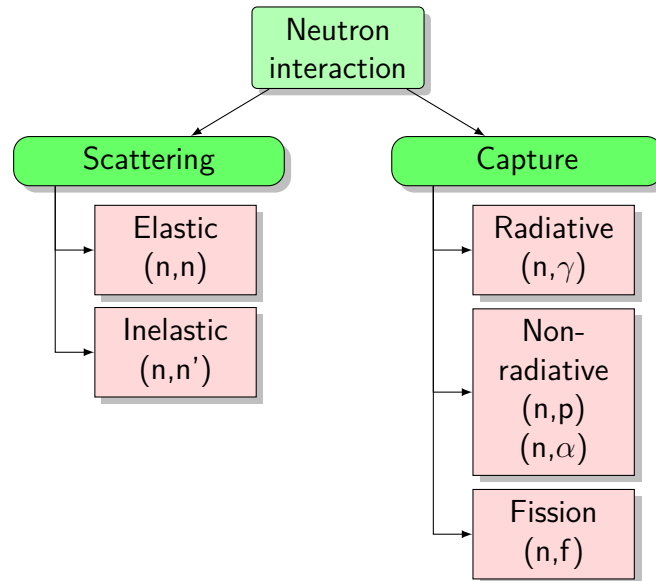 Neutron
interaction
Scattering
Capture
Elastic
(n,n)
Inelastic
(n,n')
Radiative
(n,γ)
Non-
radiative
(n,p)
(n,α)
Fission
(n,f)